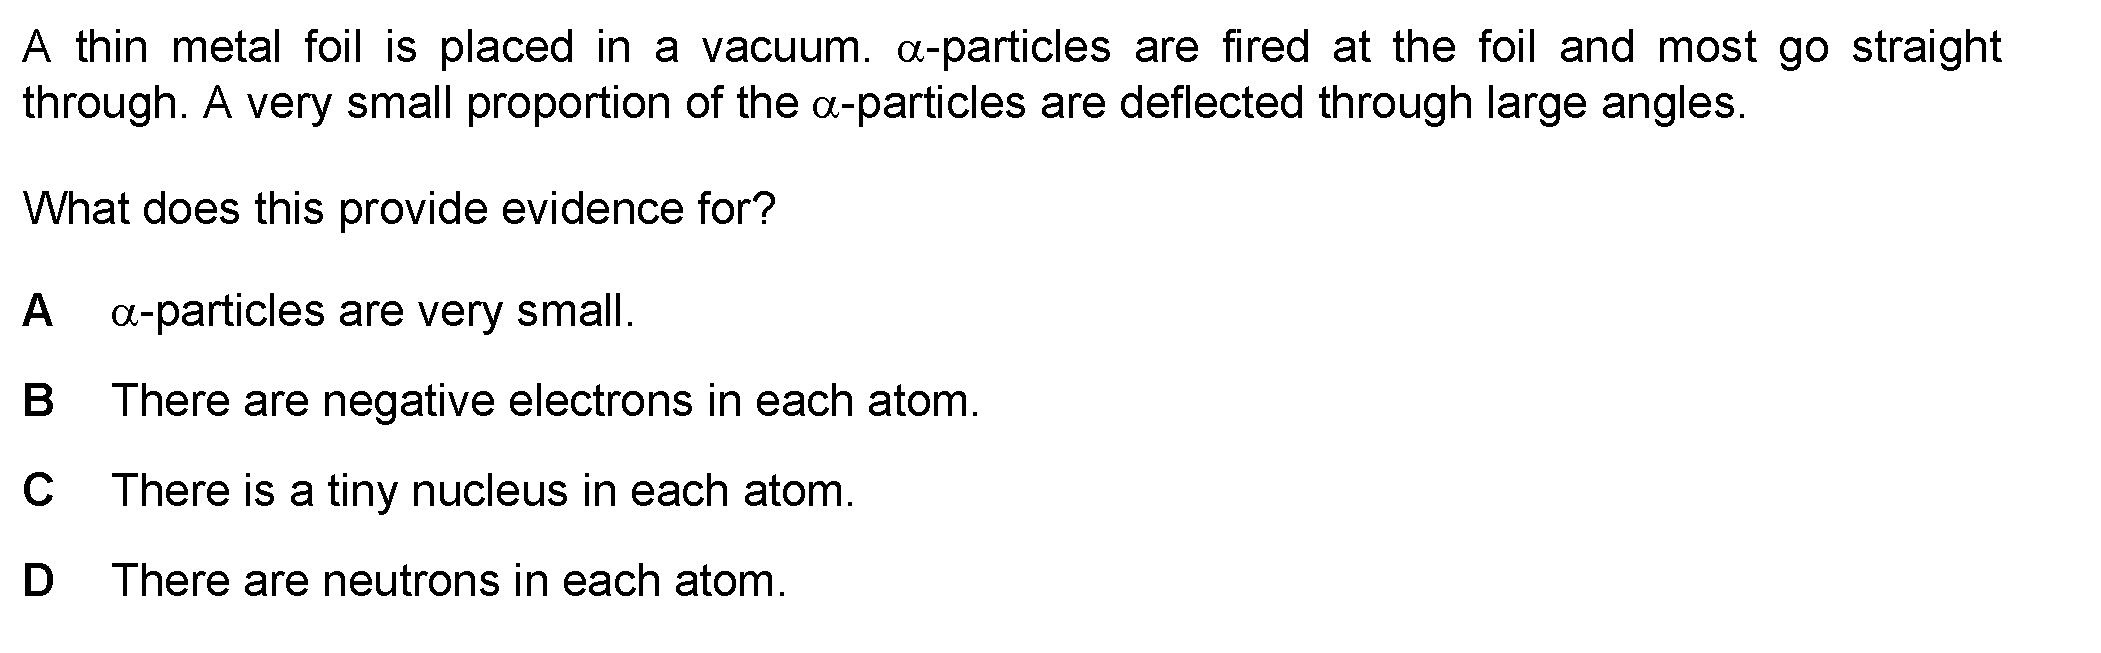 A thin metal foil is placed in a vacuum. α-particles are fired at the foil and most go straight
through. A very small proportion of the α-particles are deflected through large angles.
What does this provide evidence for?
A α-particles are very small.
B There are negative electrons in each atom.
C There is a tiny nucleus in each atom.
D There are neutrons in each atom.